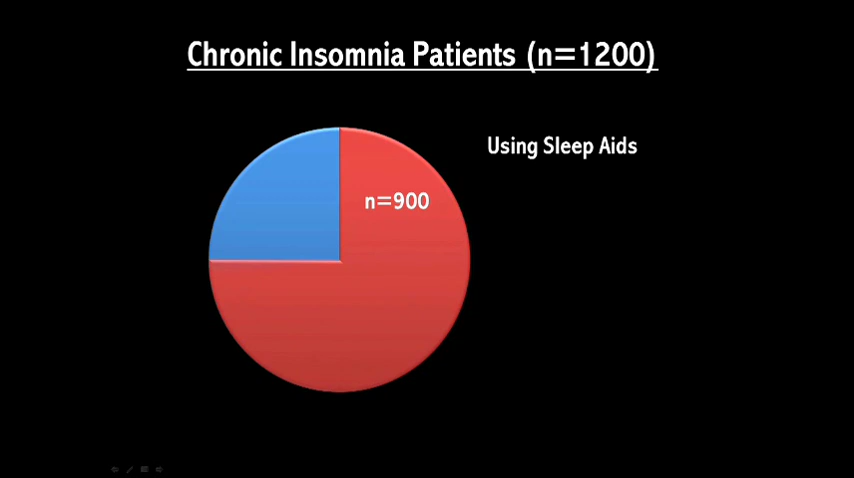 Chronic Insomnia Patients (n=1200)
Using Sleep Aids
n=900